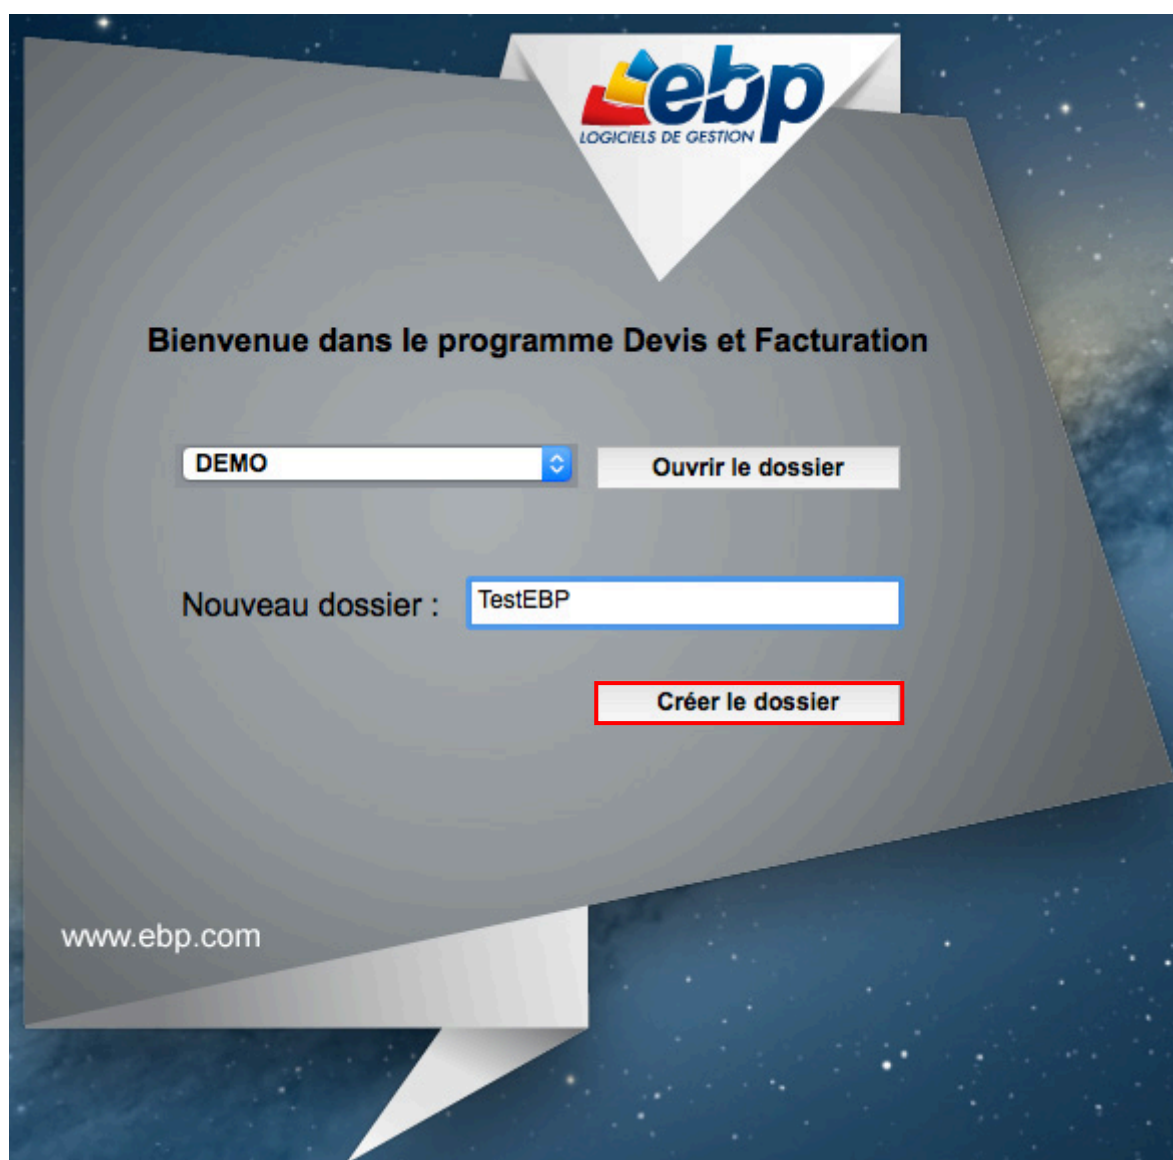 ebp
LOGICIELS DE GESTION
Bienvenue dans le programme Devis et Facturation
DEMO
Ouvrir le dossier
Nouveau dossier :
TestEBP
Créer le dossier
www.ebp.com